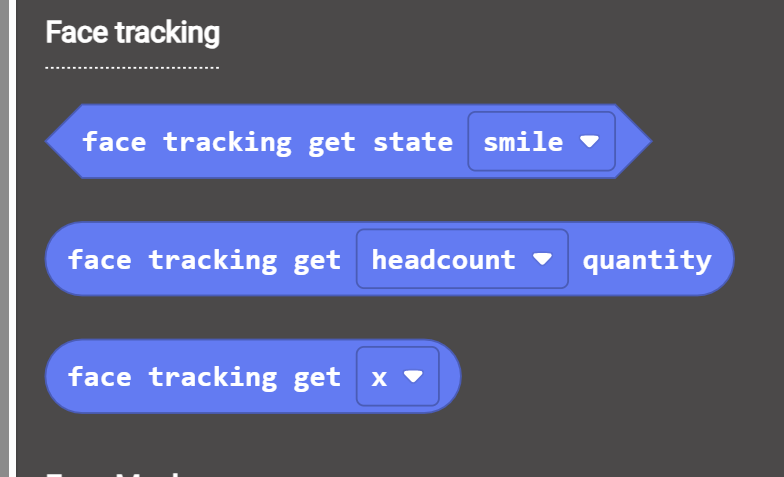 Face tracking
face tracking get state smile
face tracking get headcount quantity
face tracking get x